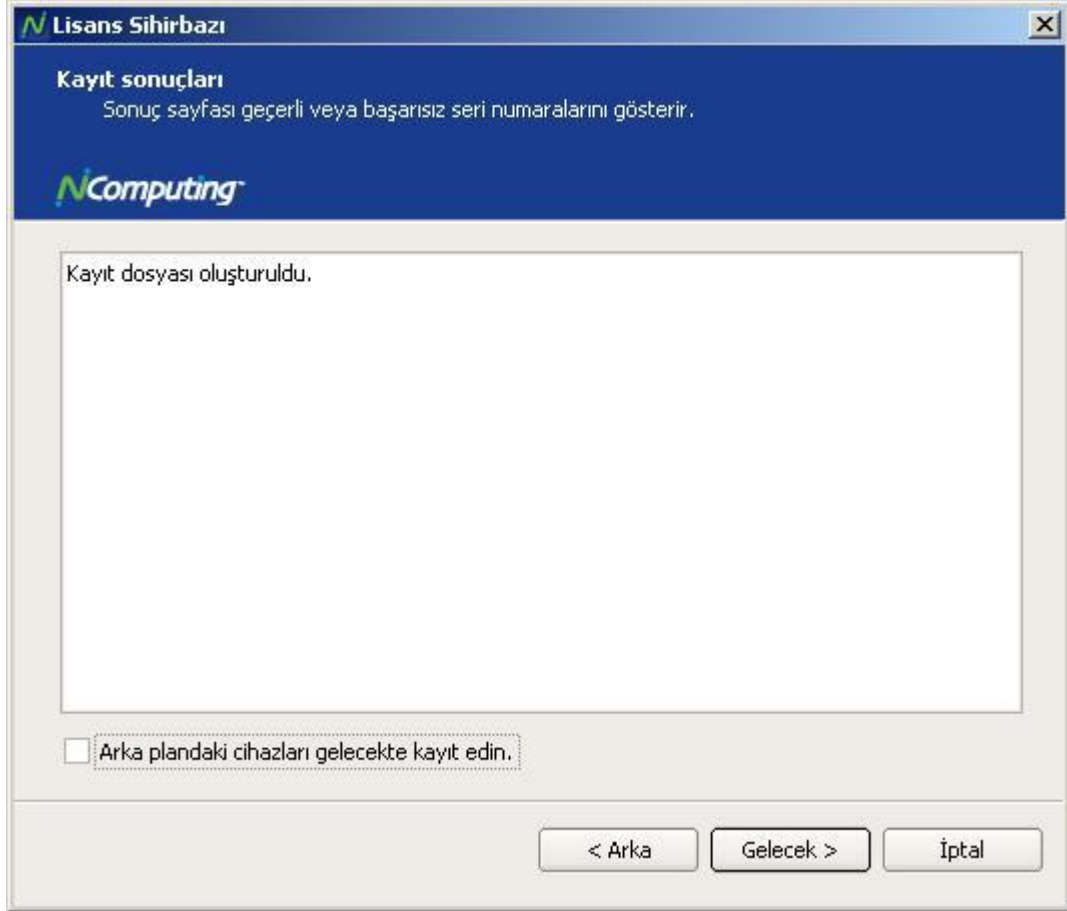 Lisans Sihirbazı
Kayıt sonuçları
Sonuç sayfası geçerli veya başarısız seri numaralarını gösterir.
NComputing
Kayıt dosyası oluşturuldu.
Arka plandaki cihazları gelecekte kayıt edin.
< Arka
Gelecek >
İptal